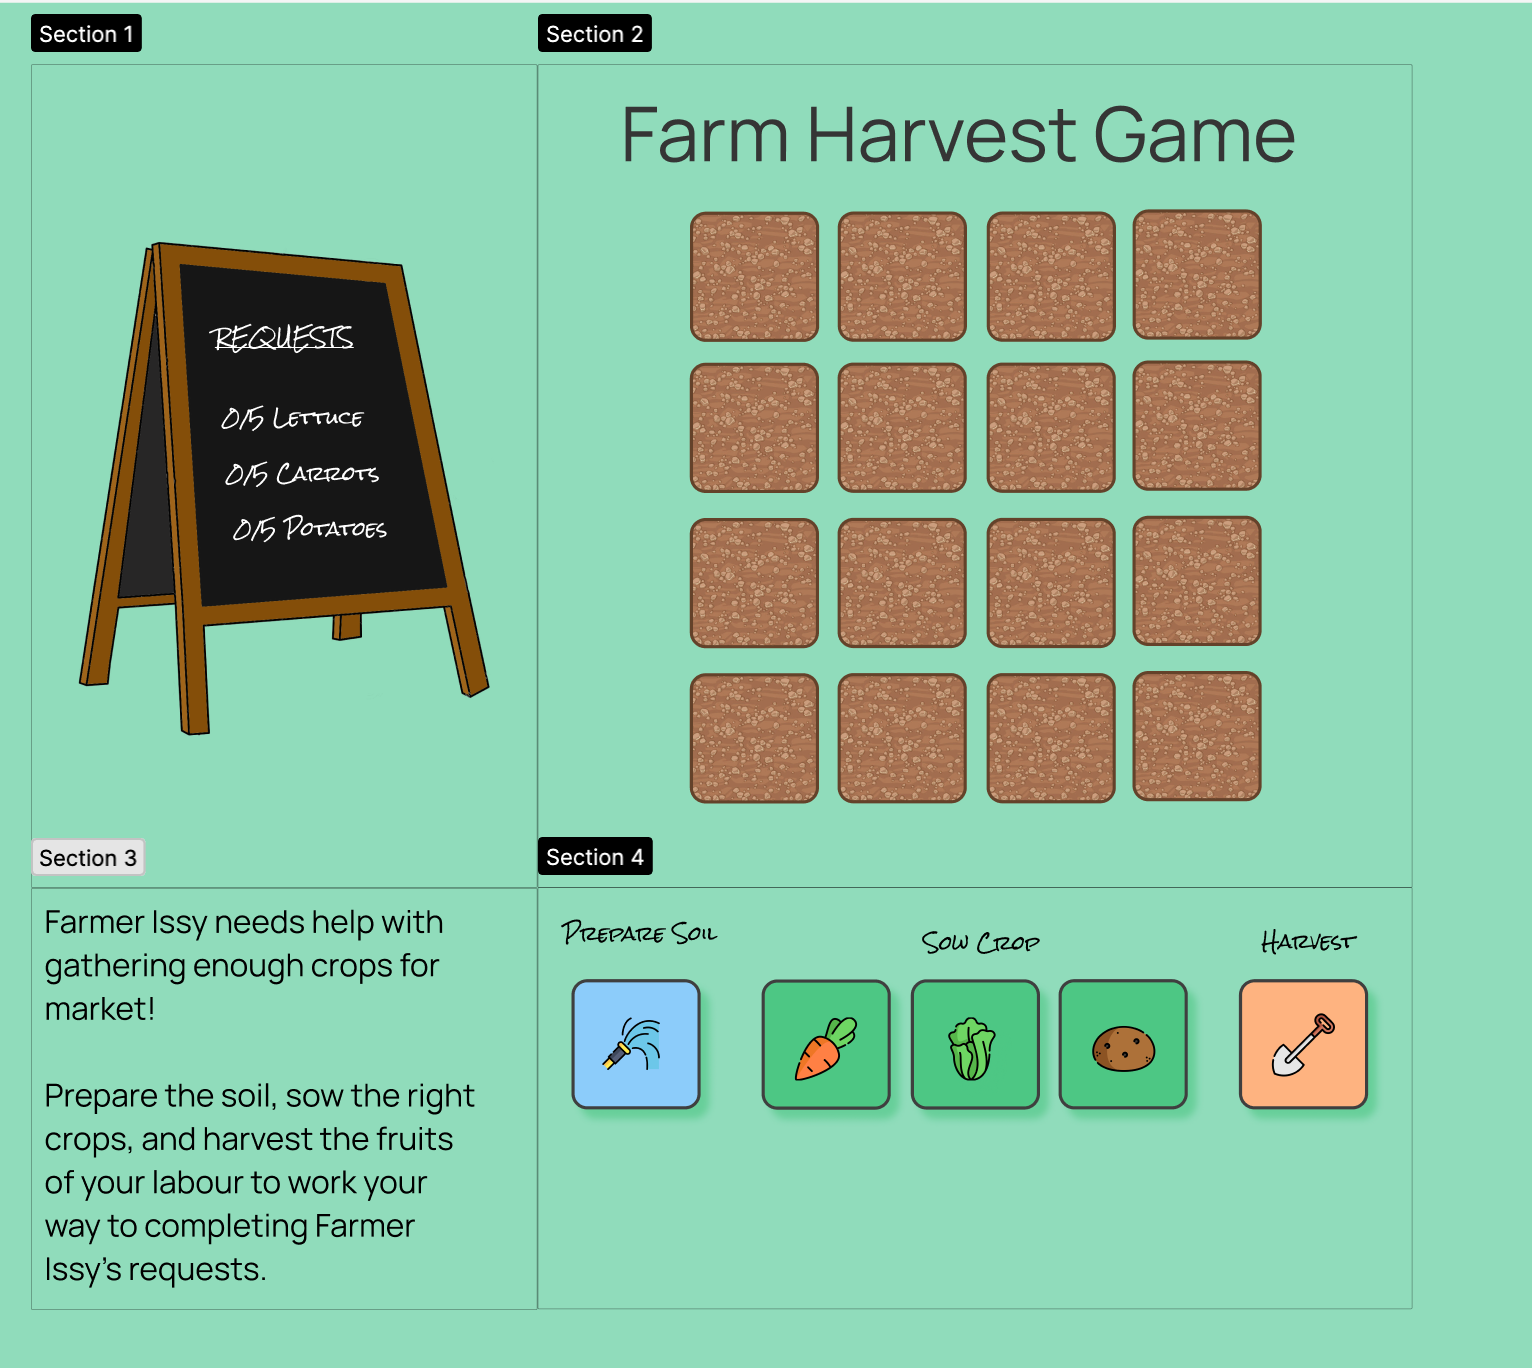 Section 1
REQUESTS
0/5 Lettuce
0/5 Carrots
0/5 Potatoes
Section 2
Farm Harvest Game
Section 3
Farmer Issy needs help with
gathering enough crops for
market!
Prepare the soil, sow the right
crops, and harvest the fruits
of your labour to work your
way to completing Farmer
Issy’s requests.
Section 4
Prepare Soil
Sow Crop
Harvest